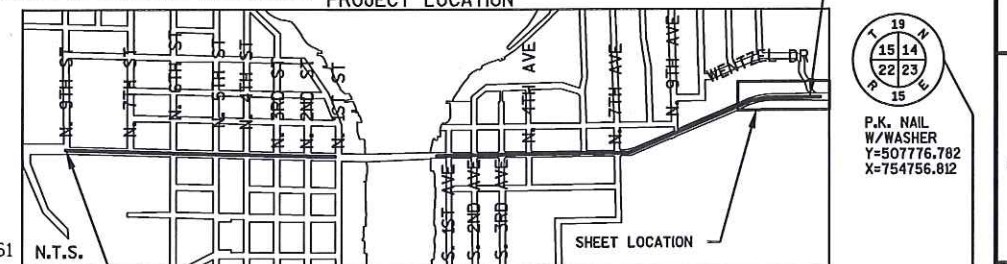 PROJECT LOCATION
N. 9TH ST
N. 7TH ST
N. 6TH ST
N. 5TH ST
N. 4TH ST
N. 3RD ST
N. 2ND ST
N. 1ST ST
N. 4TH AVE
N. 7TH AVE
N. 9TH AVE
WENTZEL DR
S. 1ST AVE
S. 2ND AVE
S. 3RD AVE
SHEET LOCATION
N.T.S.
61
19
T N
15 14
22 23
R E
15
P.K. NAIL
W/WASHER
Y=507776.782
X=754756.812